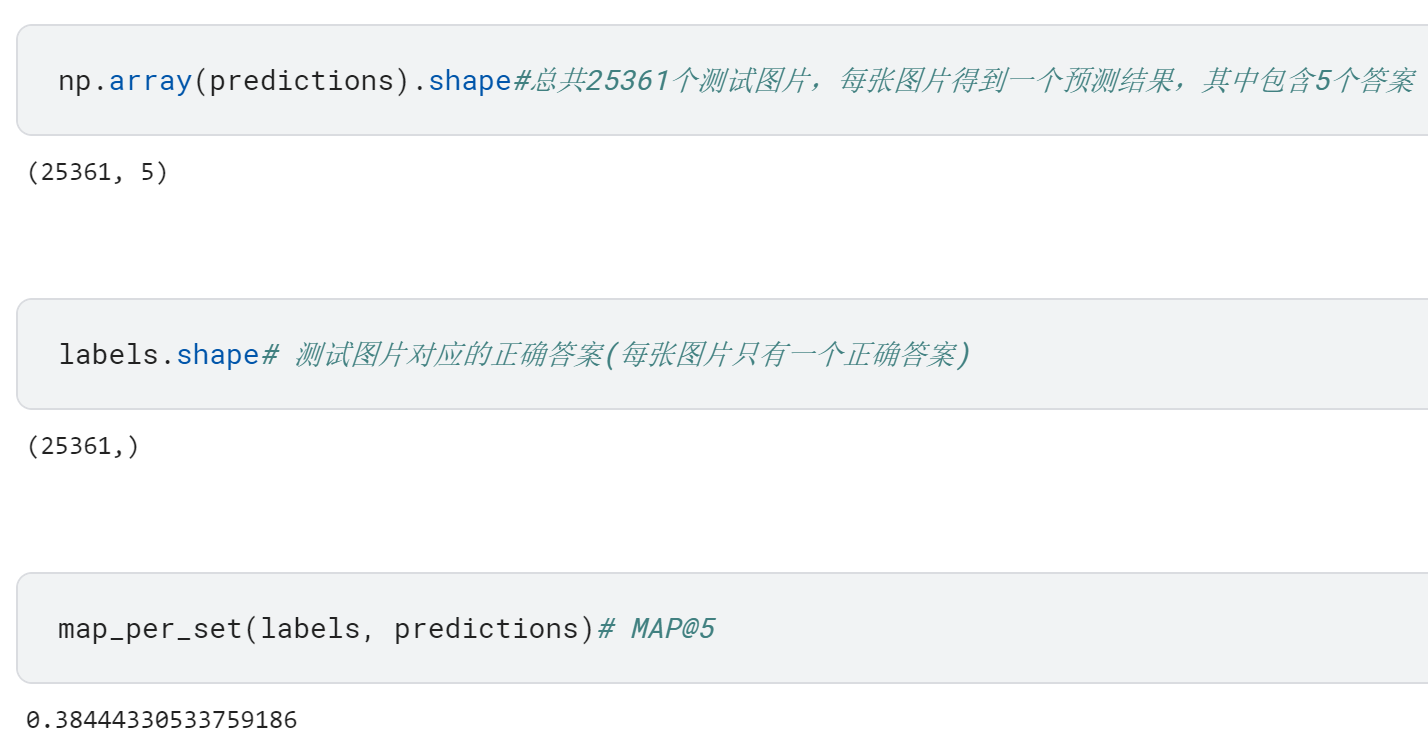 np.array(predictions).shape#总共25361个测试图片，每张图片得到一个预测结果，其中包含5个答案
(25361, 5)
labels.shape# 测试图片对应的正确答案(每张图片只有一个正确答案)
(25361,)
map_per_set(labels, predictions)# MAP@5
0.38444330533759186